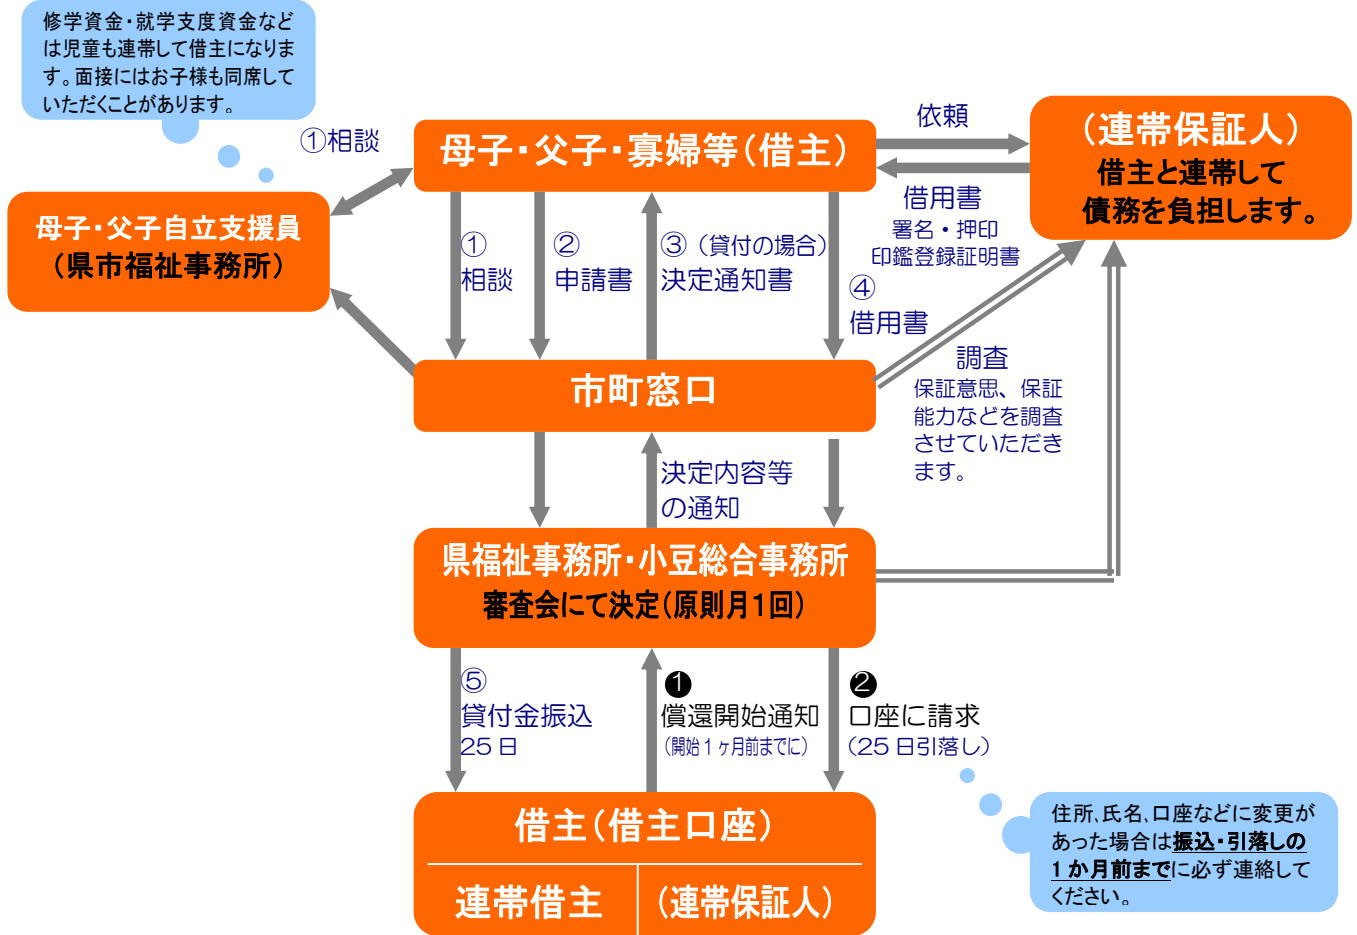 修学資金・就学支度資金など
は児童も連帯して借主になりま
す。面接にはお子様も同席して
いただくことがあります。
①相談
母子・父子・寡婦等（借主）
依頼
（連帯保証人）
借主と連帯して
債務を負担します。
母子・父子自立支援員
（県市福祉事務所）
借用書
署名・押印
印鑑登録証明書
①
相談
②
申請書
③（貸付の場合）
決定通知書
④
借用書
市町窓口
調査
保証意思、保証
能力などを調査
させていただき
ます。
決定内容等
の通知
県福祉事務所・小豆総合事務所
審査会にて決定（原則月１回）
⑤
貸付金振込
25日
❶
償還開始通知
（開始１ヶ月前までに）
❷
口座に請求
（25日引落し）
借主（借主口座）
連帯借主
（連帯保証人）
住所、氏名、口座などに変更が
あった場合は振込・引落しの
１か月前までに必ず連絡して
ください。